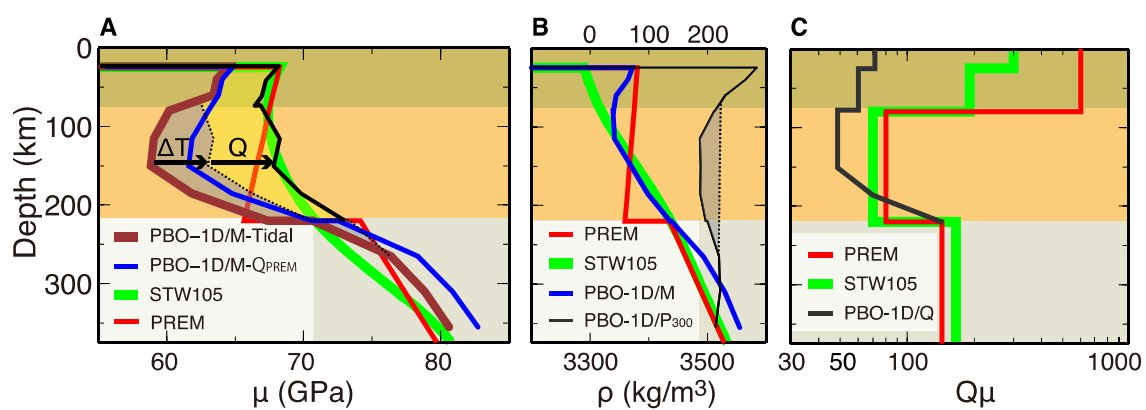 A
B
C
0 100 200
0
100
200
300
Depth (km)
ΔT
Q
PBO–1D/M-Tidal
PBO–1D/M-QPREM
STW105
PREM
60 70 80
μ (GPa)
PREM
STW105
PBO-1D/M
PBO-1D/P300
3300 3500
ρ (kg/m3)
PREM
STW105
PBO-1D/Q
30 50 100 1000
Qμ